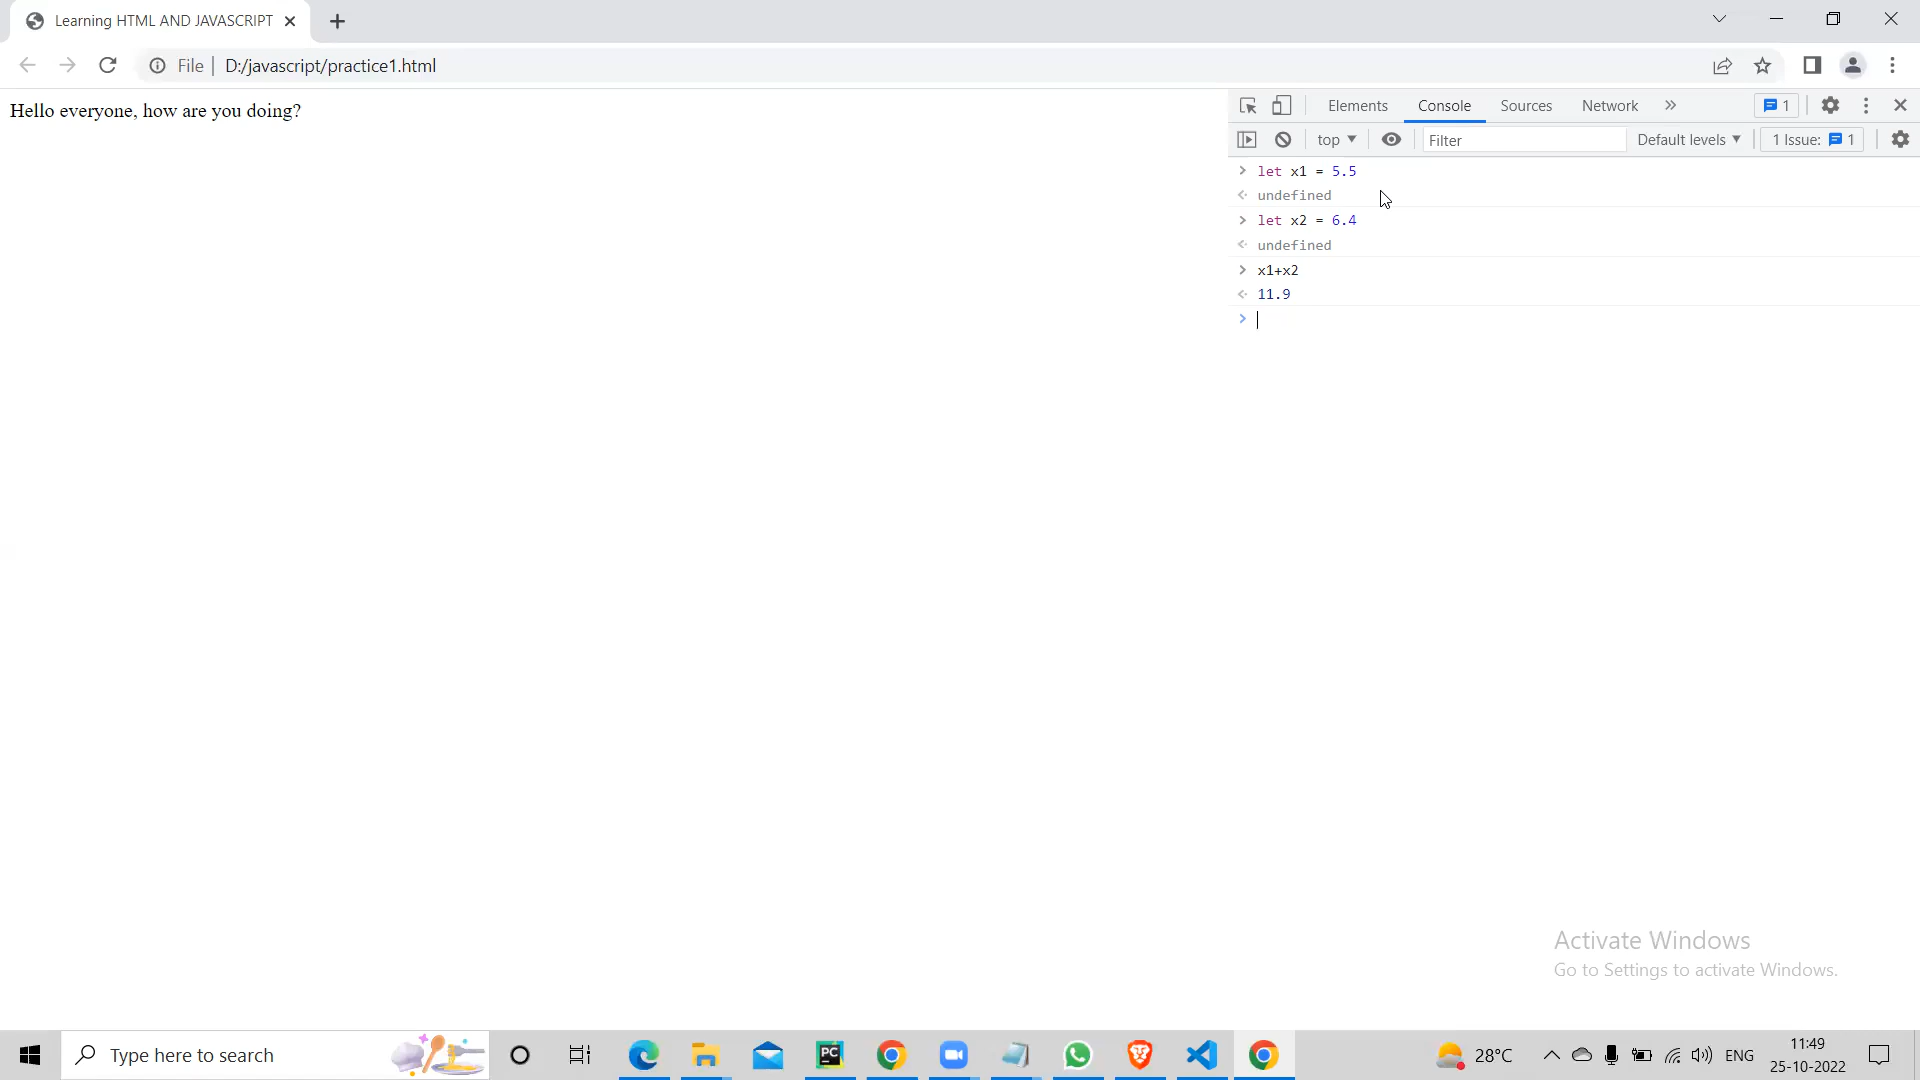 Learning HTML AND JAVASCRIPT
File | D:/javascript/practice1.html
Hello everyone, how are you doing?
Elements Console Sources Network 1
top Filter Default levels 1 Issue: 1
let x1 = 5.5
undefined
let x2 = 6.4
undefined
x1+x2
11.9
Activate Windows
Go to Settings to activate Windows.
Type here to search
PC
28°C
ENG
11:49
25-10-2022